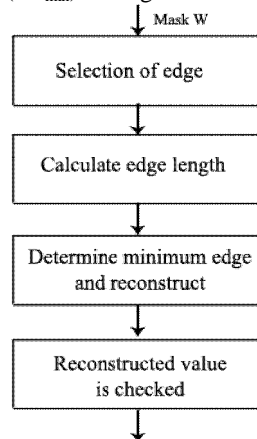 Mask W
Selection of edge
Calculate edge length
Determine minimum edge
and reconstruct
Reconstructed value
is checked